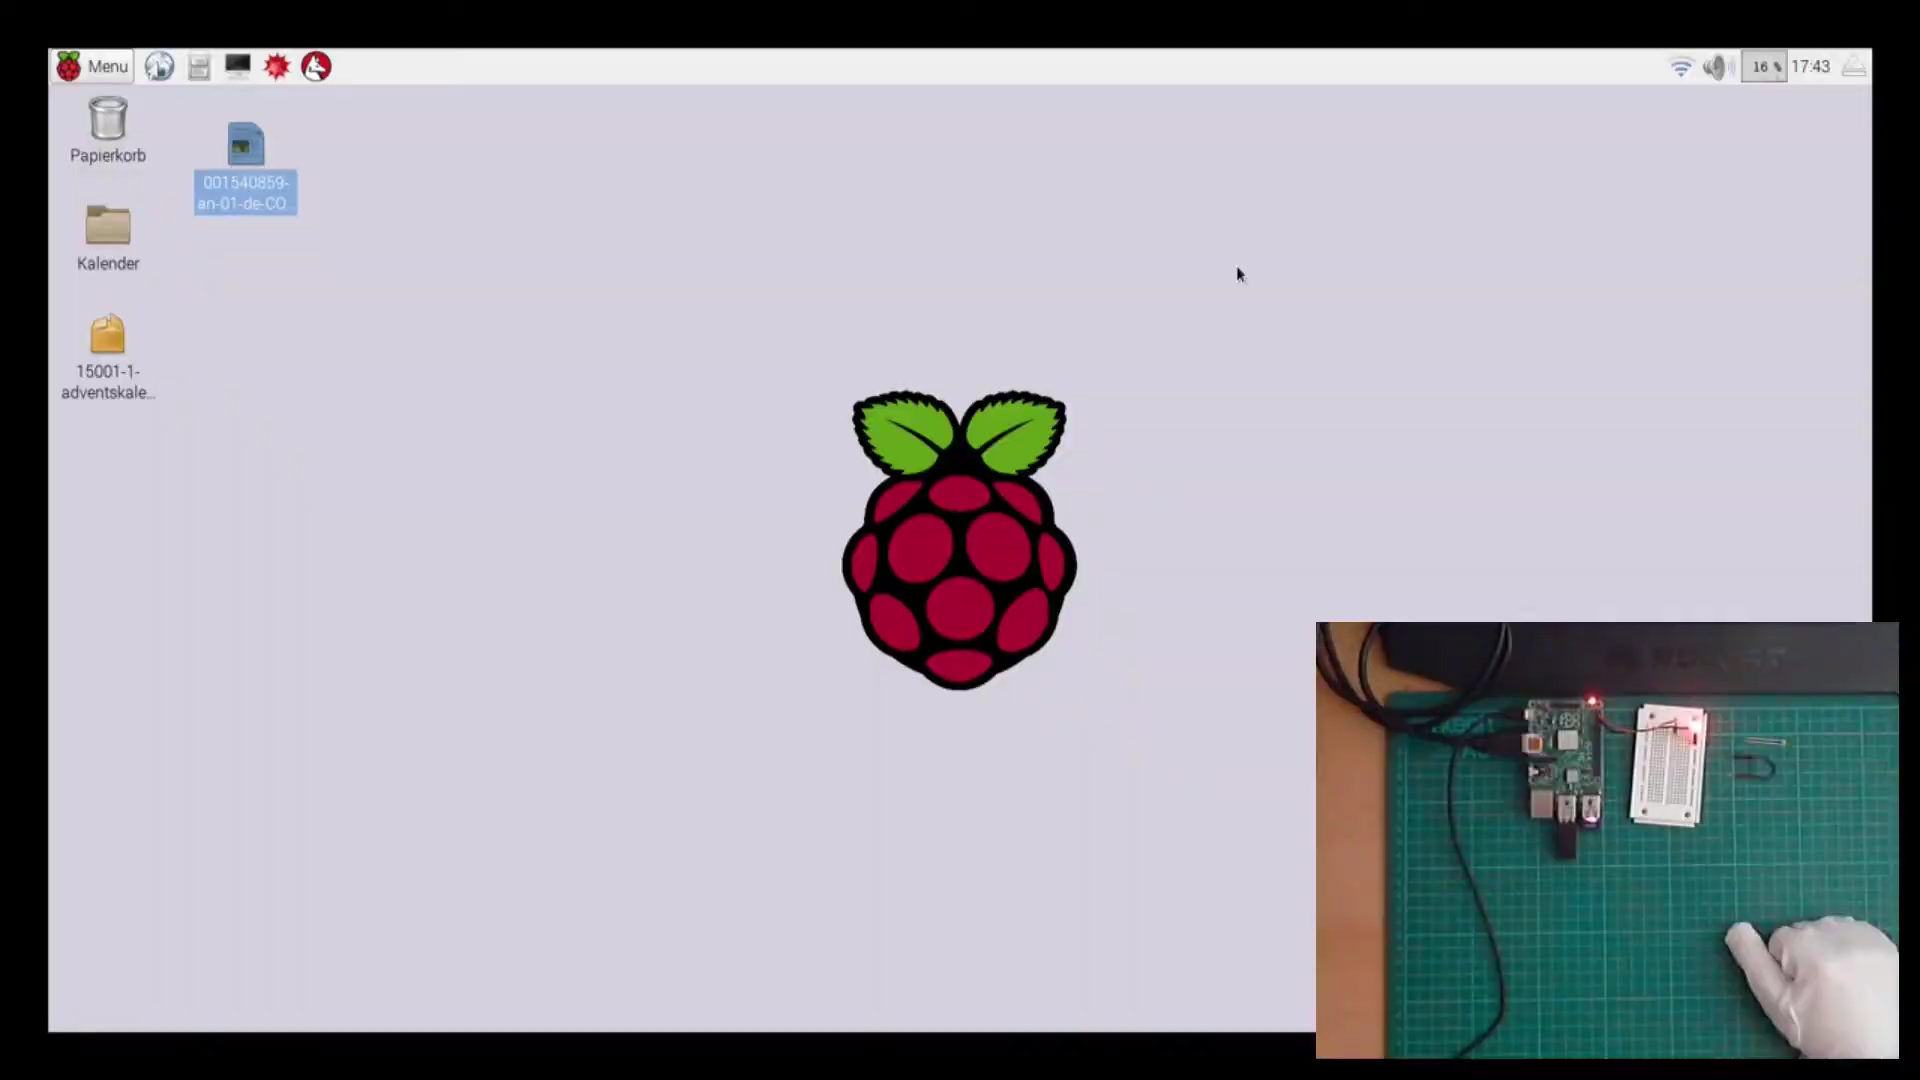 Menu
16 %
17:43
Papierkorb
001540859-
an-01-de-CO...
Kalender
15001-1-
adventskale...